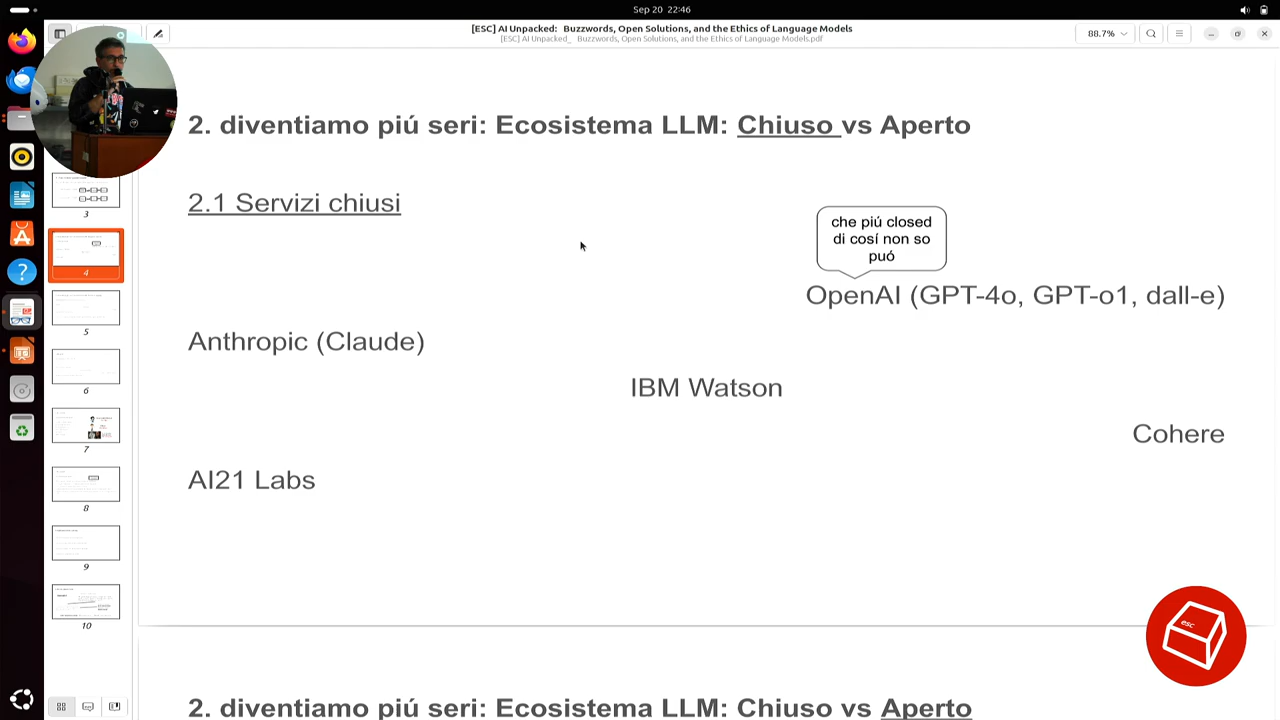 Sep 20 22:46
[ESC] AI Unpacked: Buzzwords, Open Solutions, and the Ethics of Language Models
[ESC] AI Unpacked_ Buzzwords, Open Solutions, and the Ethics of Language Models.pdf
88.7%
2. diventiamo piú seri: Ecosistema LLM: Chiuso vs Aperto
2.1 Servizi chiusi
che piú closed
di cosí non so
puó
OpenAI (GPT-4o, GPT-o1, dall-e)
Anthropic (Claude)
IBM Watson
Cohere
AI21 Labs
3
4
5
6
7
8
9
10
esc
2. diventiamo piú seri: Ecosistema LLM: Chiuso vs Aperto